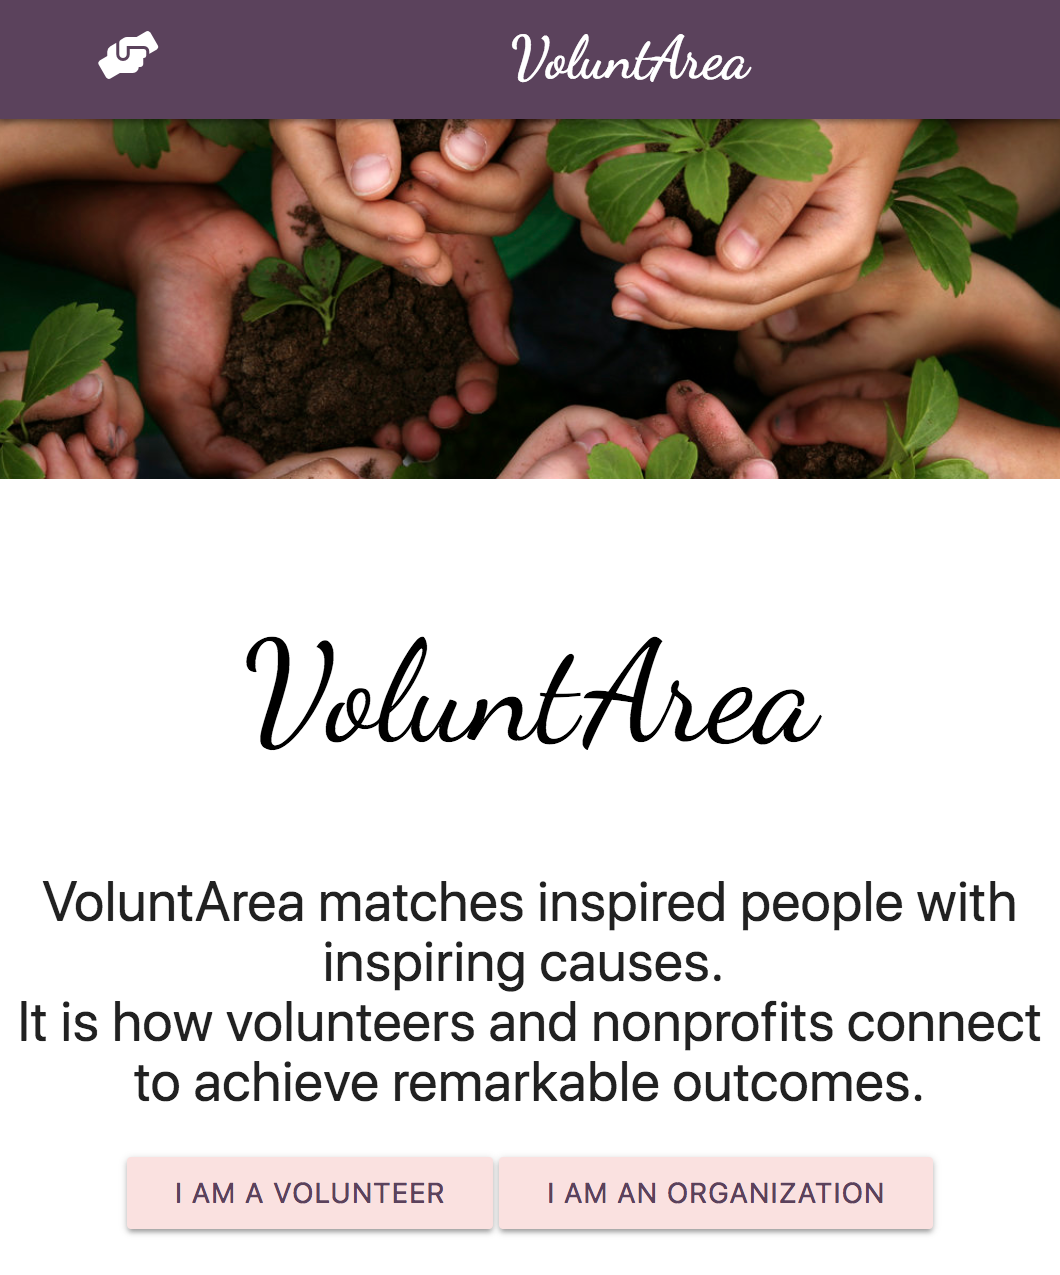 VoluntArea
VoluntArea
VoluntArea matches inspired people with
inspiring causes.
It is how volunteers and nonprofits connect
to achieve remarkable outcomes.
I AM A VOLUNTEER
I AM AN ORGANIZATION